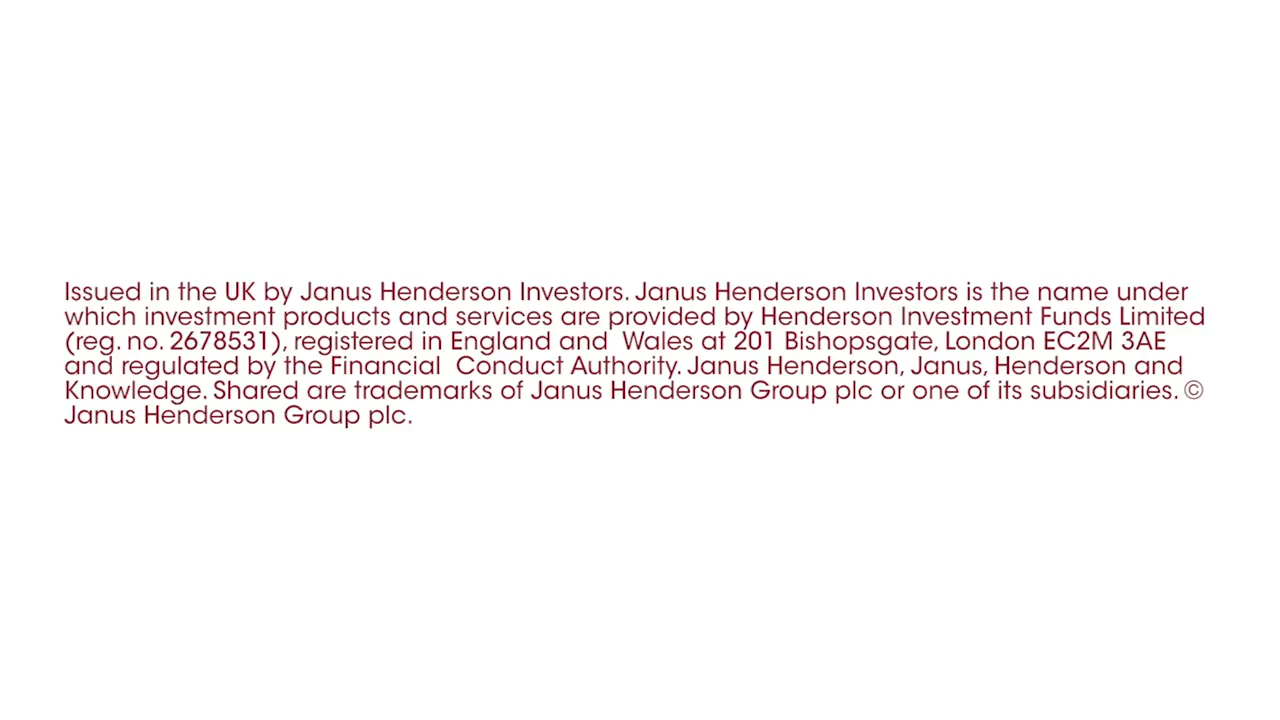 Issued in the UK by Janus Henderson Investors. Janus Henderson Investors is the name under
which investment products and services are provided by Henderson Investment Funds Limited
(reg. no. 2678531), registered in England and  Wales at 201 Bishopsgate, London EC2M 3AE
and regulated by the Financial  Conduct Authority. Janus Henderson, Janus, Henderson and
Knowledge. Shared are trademarks of Janus Henderson Group plc or one of its subsidiaries. ©
Janus Henderson Group plc.